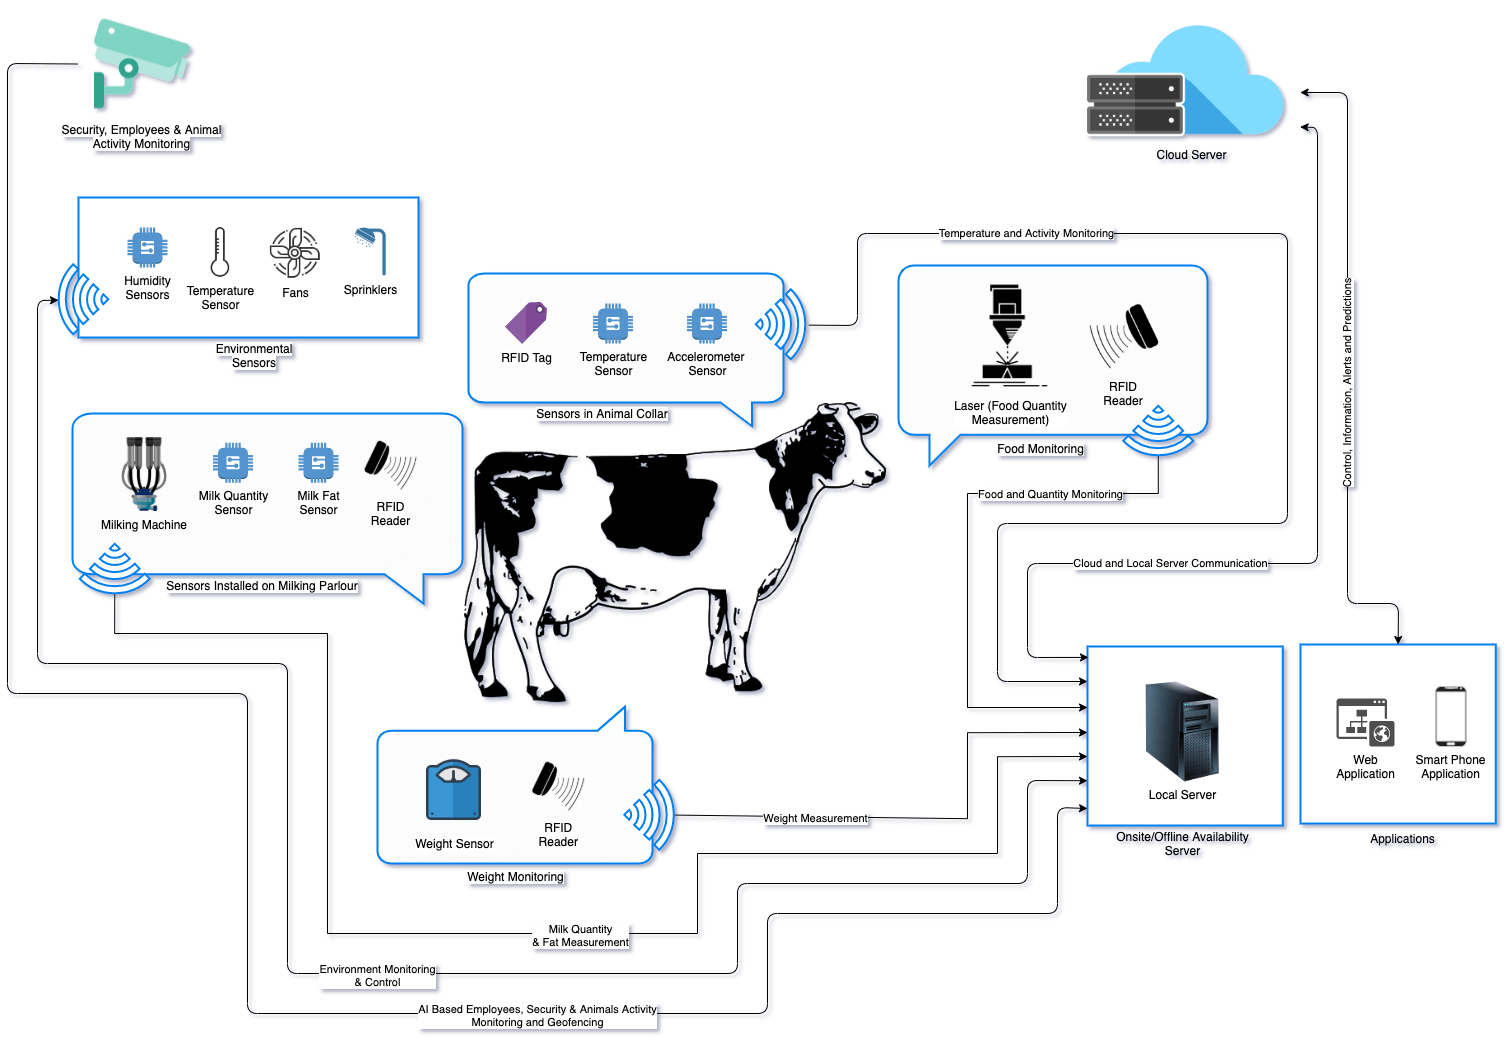 Security, Employees & Animal
Activity Monitoring
Cloud Server
Humidity
Sensors
Temperature
Sensor
Fans
Sprinklers
Environmental
Sensors
Temperature and Activity Monitoring
RFID Tag
Temperature
Sensor
Accelerometer
Sensor
Sensors in Animal Collar
Laser (Food Quantity
Measurement)
RFID
Reader
Food Monitoring
Control, Information, Alerts and Predictions
Milking Machine
Milk Quantity
Sensor
Milk Fat
Sensor
RFID
Reader
Sensors Installed on Milking Parlour
Food and Quantity Monitoring
Cloud and Local Server Communication
Local Server
Onsite/Offline Availability
Server
Web
Application
Smart Phone
Application
Applications
Weight Sensor
RFID
Reader
Weight Monitoring
Weight Measurement
Milk Quantity
& Fat Measurement
Environment Monitoring
& Control
AI Based Employees, Security & Animals Activity
Monitoring and Geofencing